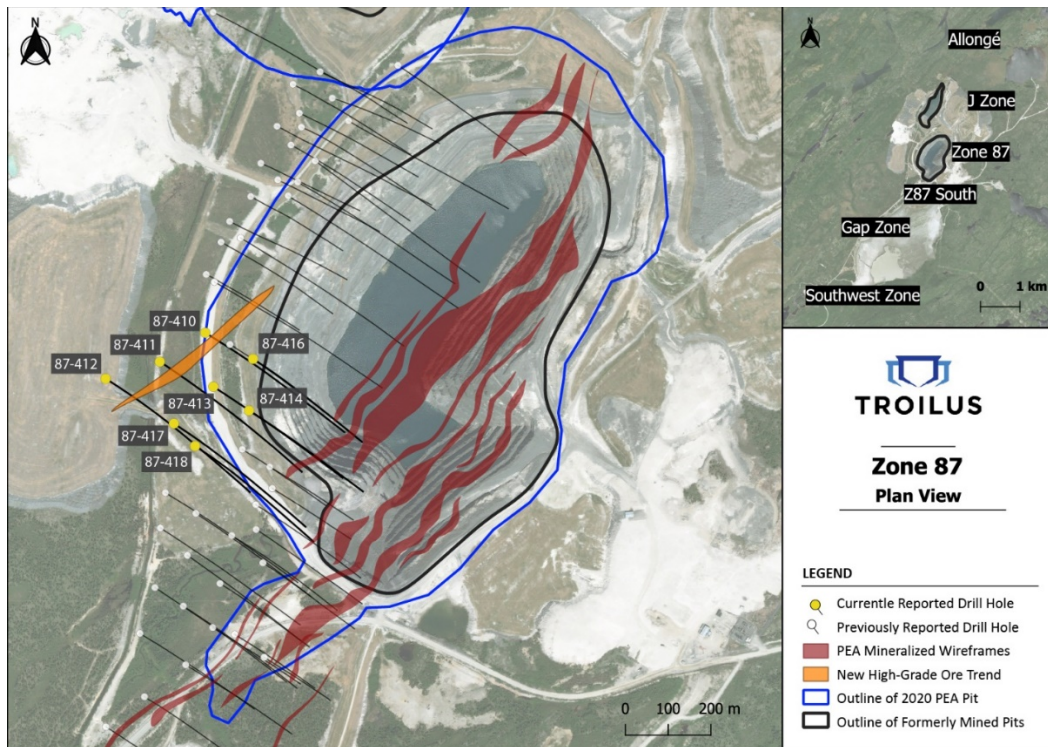 N
87-410
87-416
87-411
87-412
87-413
87-414
87-417
87-418
0 100 200 m
N
Allongé
J Zone
Zone 87
Z87 South
Gap Zone
Southwest Zone
0 1 km
TROILUS
Zone 87
Plan View
LEGEND
Currentle Reported Drill Hole
Previously Reported Drill Hole
PEA Mineralized Wireframes
New High-Grade Ore Trend
Outline of 2020 PEA Pit
Outline of Formerly Mined Pits